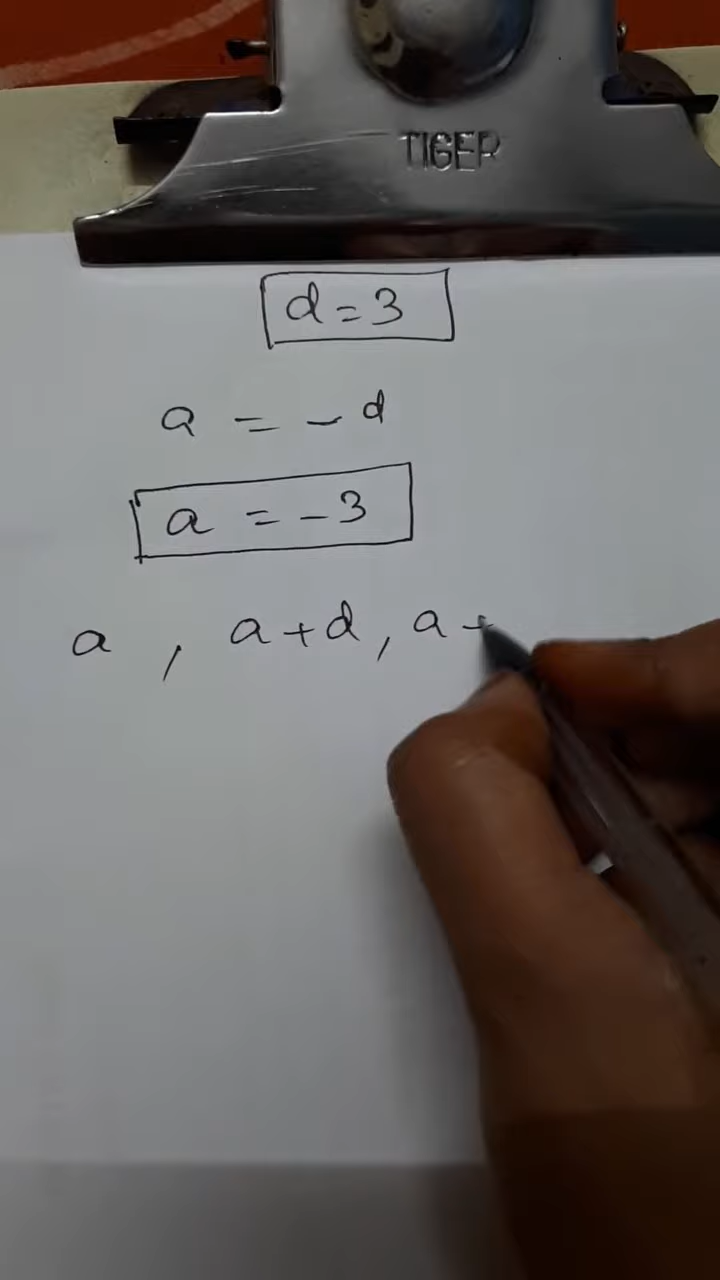 TIGER
d = 3
a = - d
a = - 3
a , a + d , a +